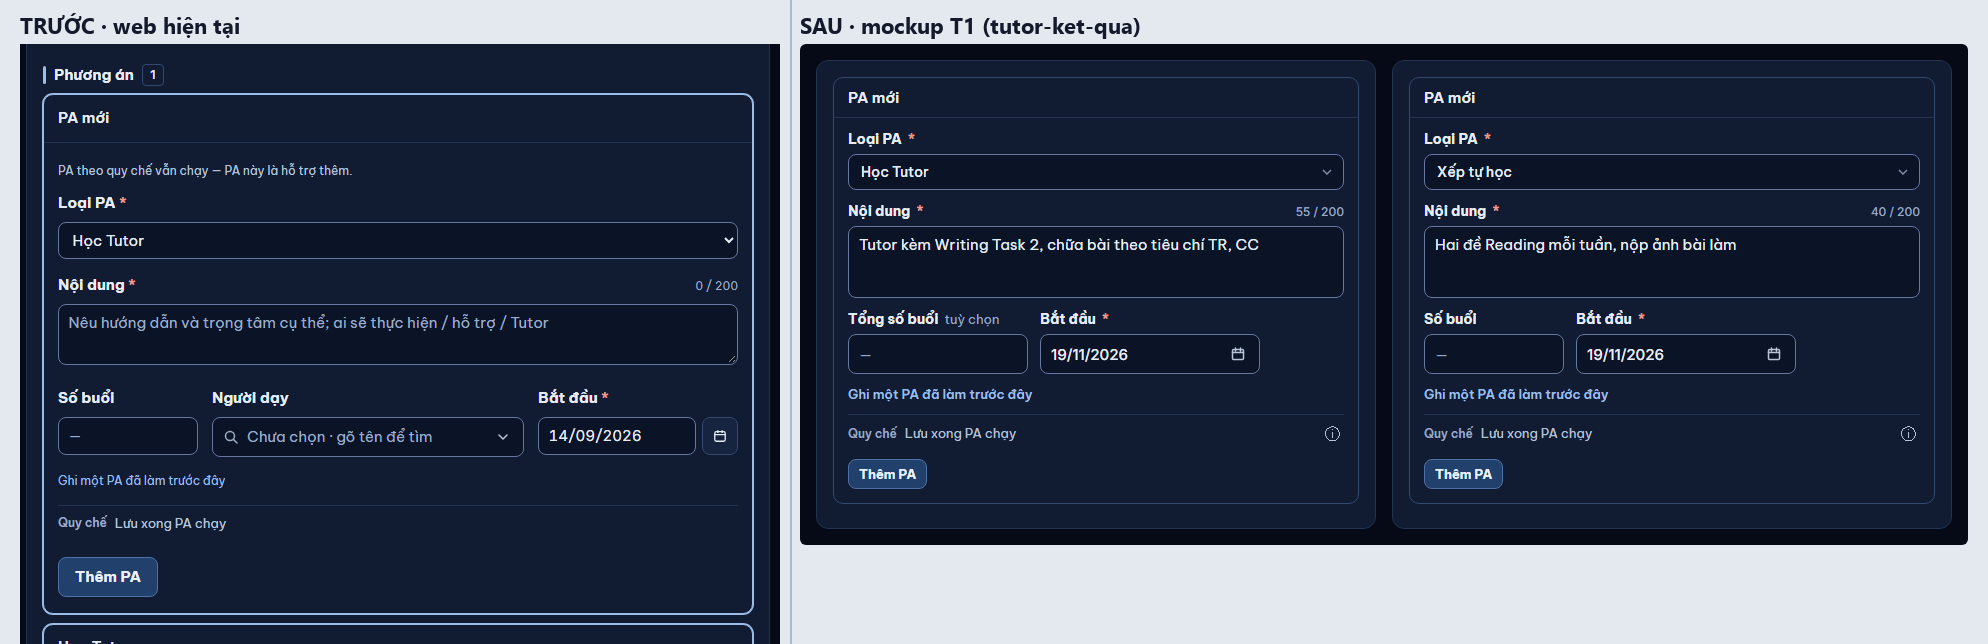 TRƯỚC · web hiện tại
Phương án 1
PA mới
PA theo quy chế vẫn chạy – PA này là hỗ trợ thêm.
Loại PA *
Học Tutor
Nội dung * 0 / 200
Nêu hướng dẫn và trọng tâm cụ thể; ai sẽ thực hiện / hỗ trợ / Tutor
Số buổi Người dạy Bắt đầu *
– Chưa chọn · gõ tên để tìm 14/09/2026
Ghi một PA đã làm trước đây
Quy chế Lưu xong PA chạy
Thêm PA
SAU · mockup T1 (tutor-ket-qua)
PA mới
Loại PA *
Học Tutor
Nội dung * 55 / 200
Tutor kèm Writing Task 2, chữa bài theo tiêu chí TR, CC
Tổng số buổi tuỳ chọn Bắt đầu *
– 19/11/2026
Ghi một PA đã làm trước đây
Quy chế Lưu xong PA chạy
Thêm PA
PA mới
Loại PA *
Xếp tự học
Nội dung * 40 / 200
Hai đề Reading mỗi tuần, nộp ảnh bài làm
Số buổi Bắt đầu *
– 19/11/2026
Ghi một PA đã làm trước đây
Quy chế Lưu xong PA chạy
Thêm PA